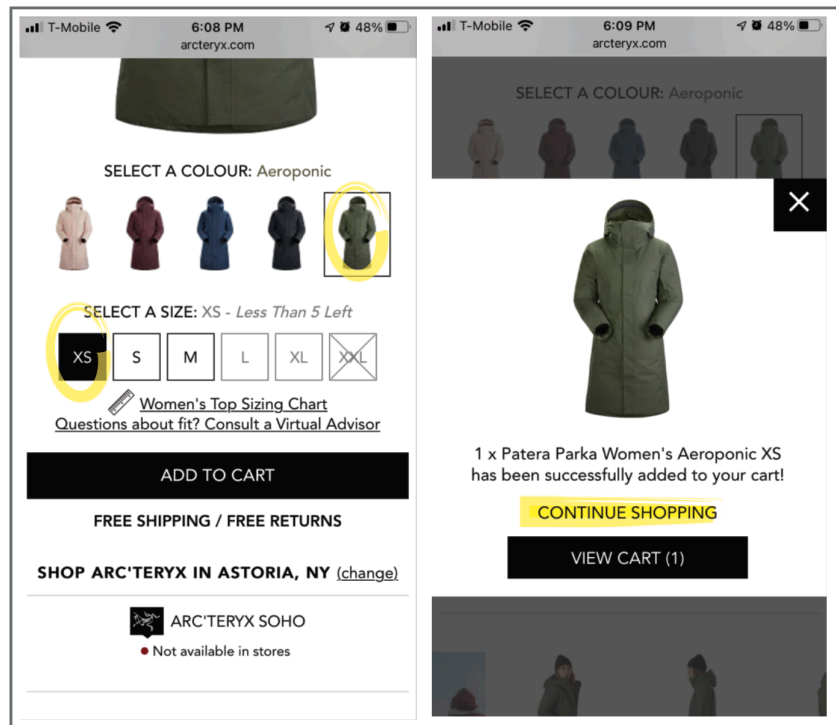 T-Mobile 6:08 PM 48%
arcteryx.com
SELECT A COLOUR: Aeroponic
SELECT A SIZE: XS - Less Than 5 Left
XS S M L XL XXL
Women's Top Sizing Chart
Questions about fit? Consult a Virtual Advisor
ADD TO CART
FREE SHIPPING / FREE RETURNS
SHOP ARC'TERYX IN ASTORIA, NY (change)
ARC'TERYX SOHO
Not available in stores
T-Mobile 6:09 PM 48%
arcteryx.com
SELECT A COLOUR: Aeroponic
1 x Patera Parka Women's Aeroponic XS
has been successfully added to your cart!
CONTINUE SHOPPING
VIEW CART (1)